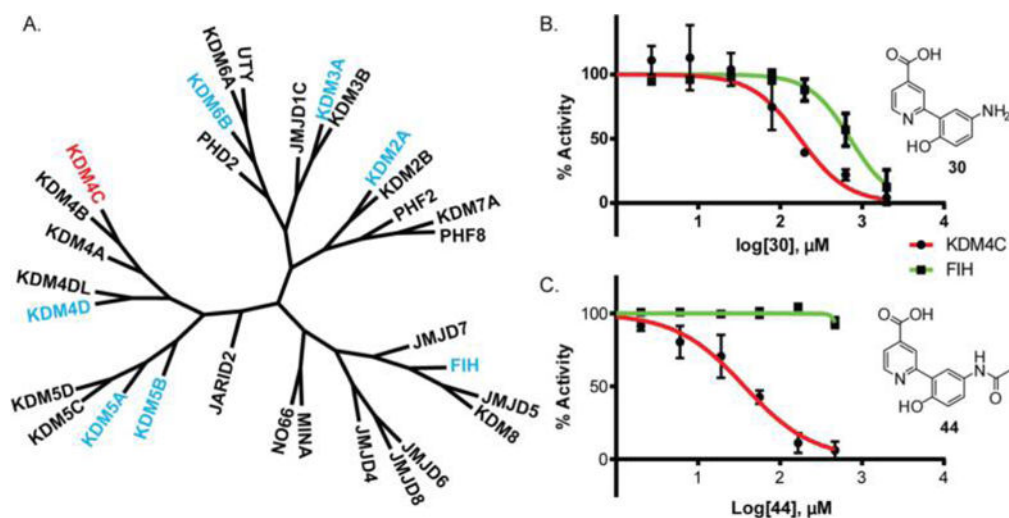 A.
KDM6A
UTY
KDM6B
PHD2
JMJD1C
KDM3A
KDM3B
KDM2A
KDM2B
PHF2
KDM7A
PHF8
KDM4C
KDM4B
KDM4A
KDM4DL
KDM4D
KDM5D
KDM5C
KDM5A
KDM5B
JARID2
NO66
MINA
JMJD4
JMJD8
JMJD6
JMJD7
FIH
JMJD5
KDM8
B.
% Activity
100
50
0
1 2 3 4
log[30], µM
O OH
N
NH2
HO
30
KDM4C
FIH
C.
% Activity
100
50
0
1 2 3 4
Log[44], µM
O OH
H
N
N
HO O
44